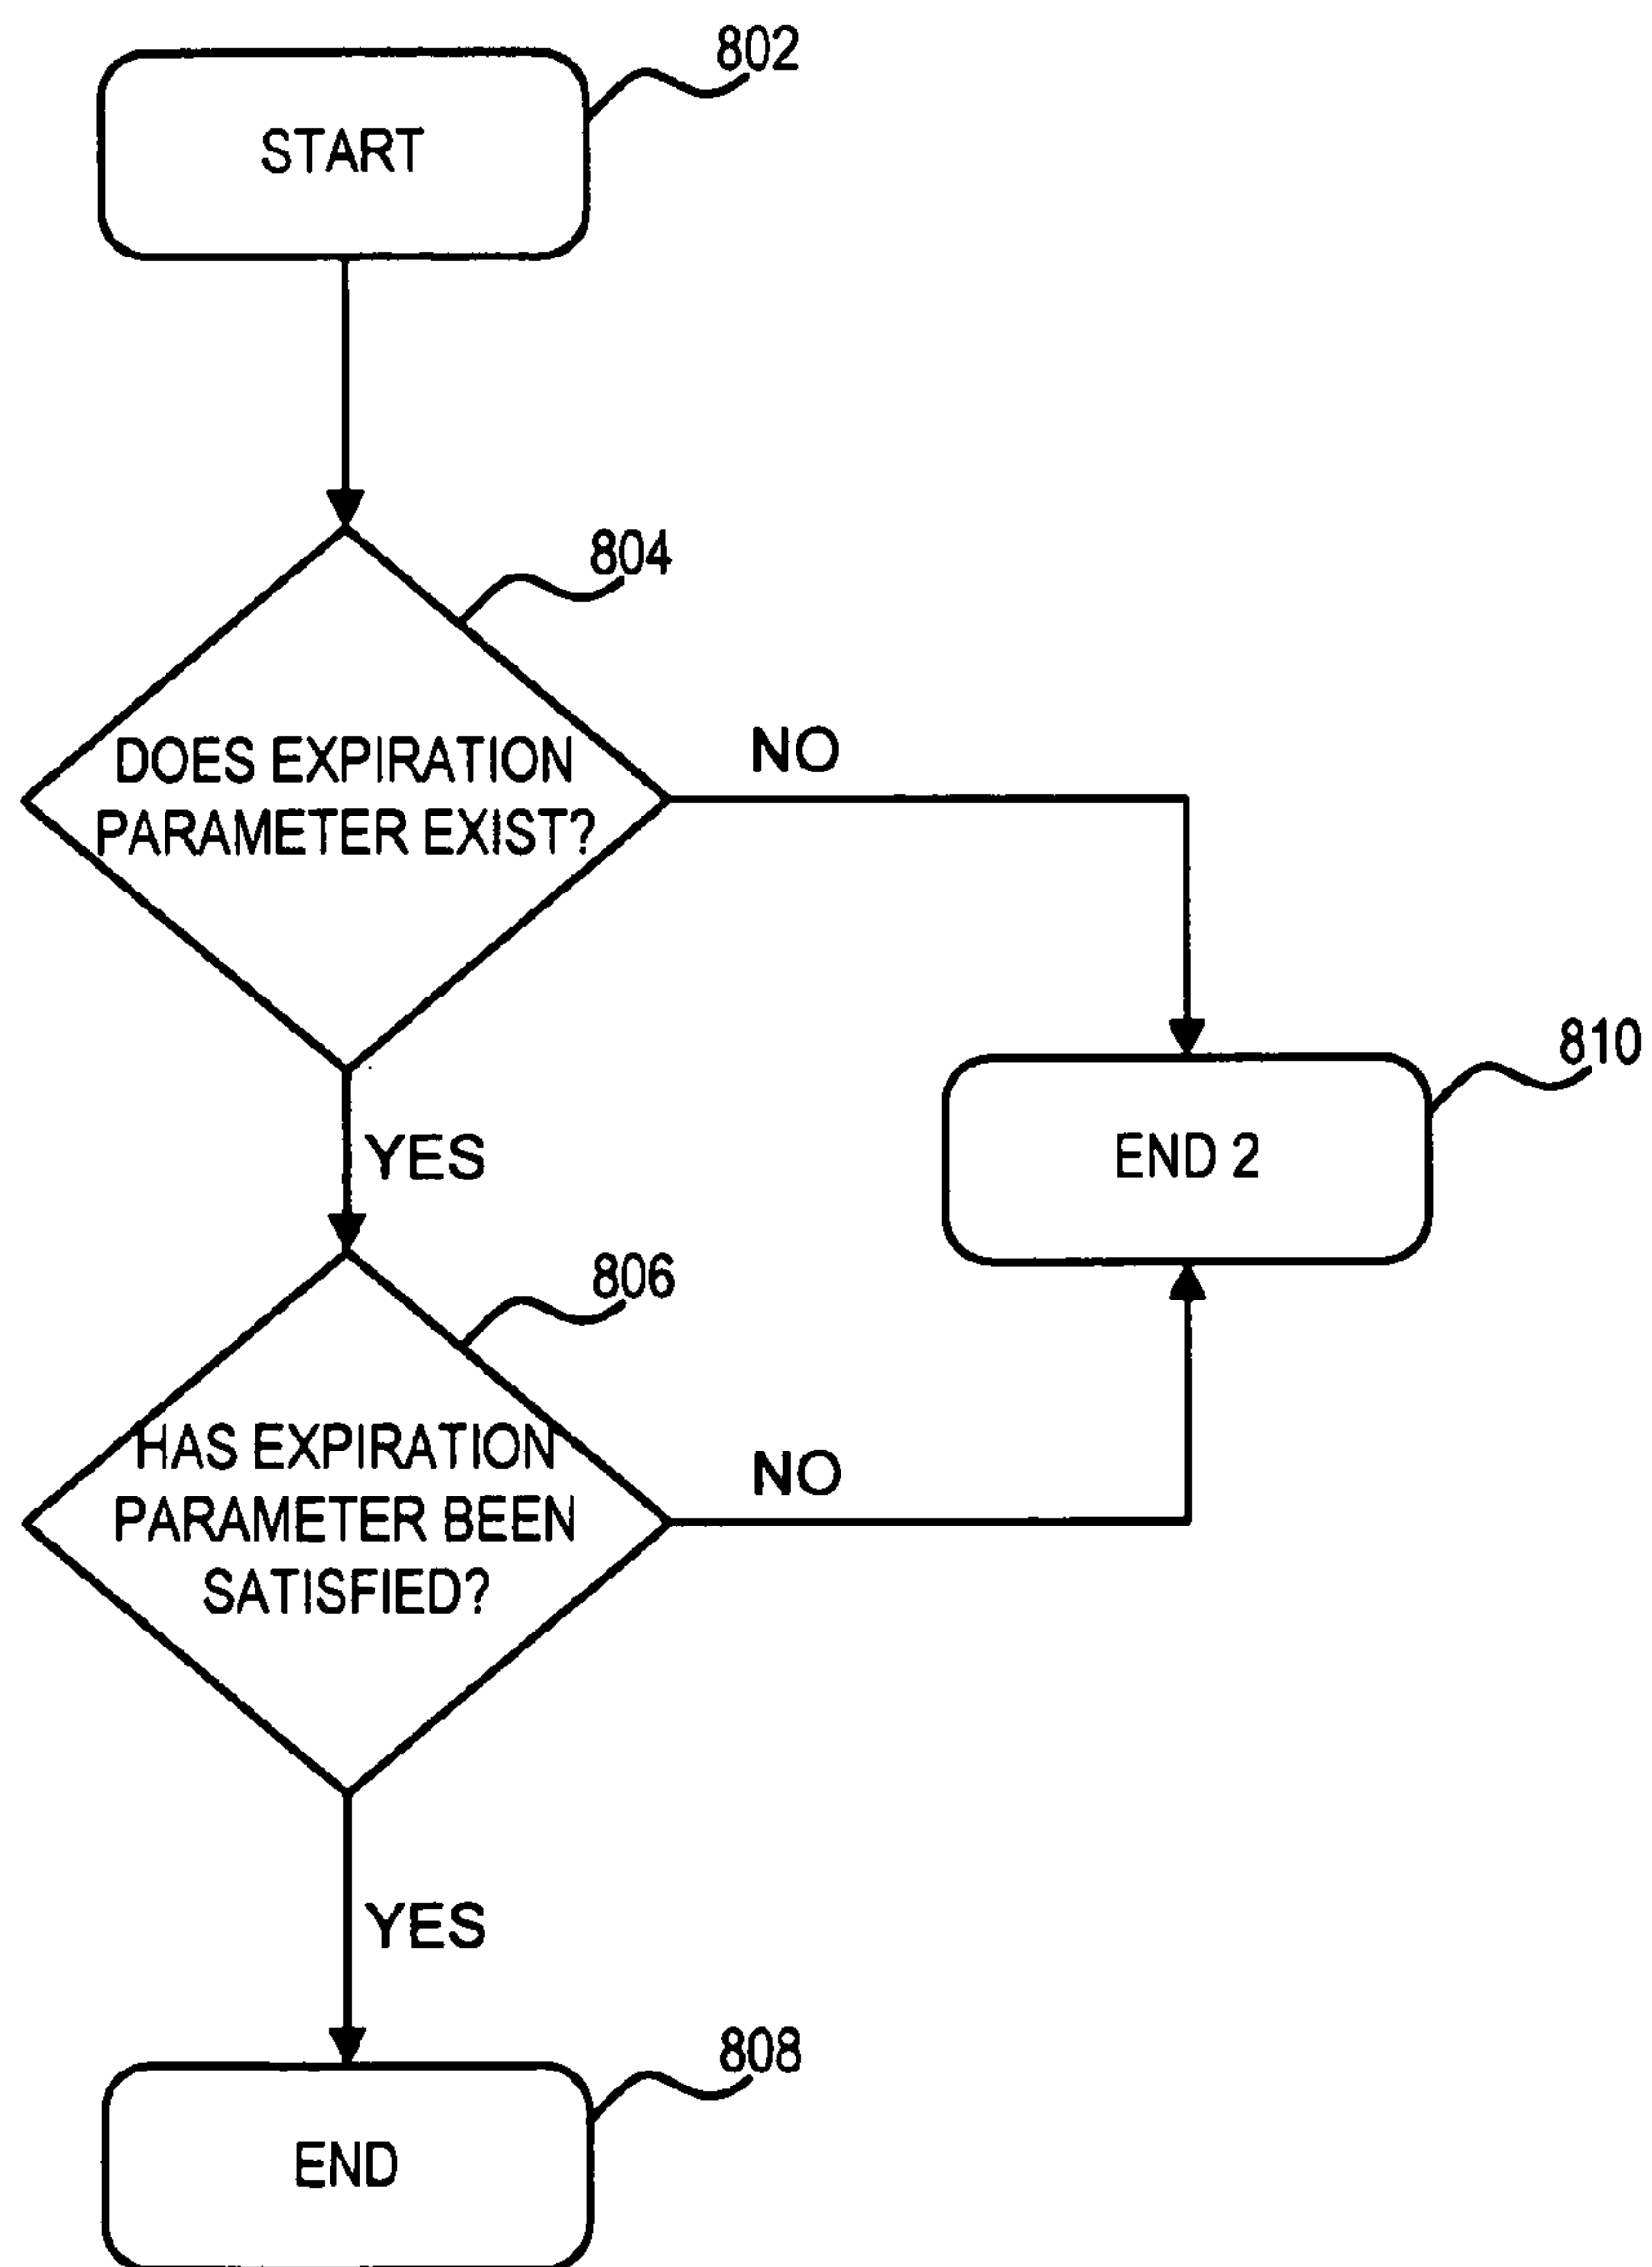 802
START
804
DOES EXPIRATION
PARAMETER EXIST?
NO
810
END 2
YES
806
HAS EXPIRATION
PARAMETER BEEN
SATISFIED?
NO
YES
808
END